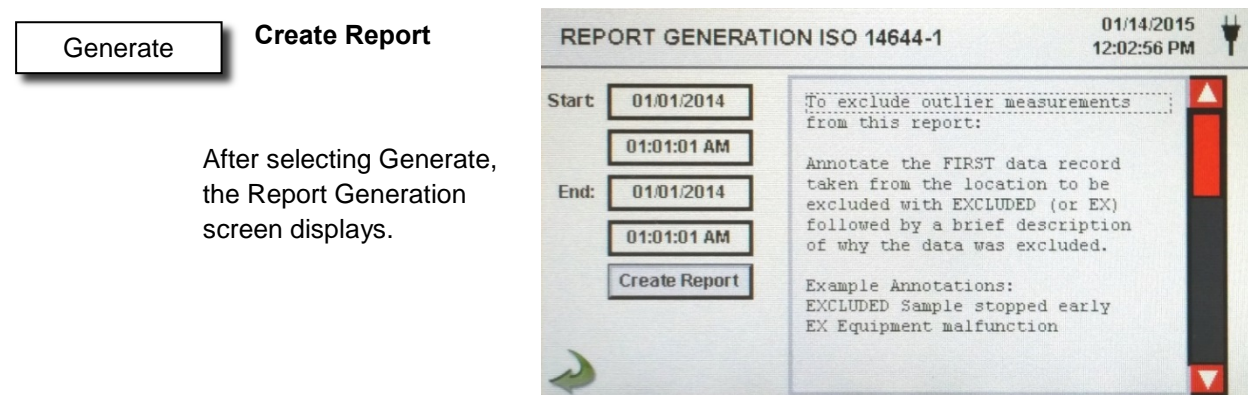 Generate
Create Report
After selecting Generate,
the Report Generation
screen displays.
REPORT GENERATION ISO 14644-1
01/14/2015
12:02:56 PM
Start:
01/01/2014
01:01:01 AM
End:
01/01/2014
01:01:01 AM
Create Report
To exclude outlier measurements
from this report:
Annotate the FIRST data record
taken from the location to be
excluded with EXCLUDED (or EX)
followed by a brief description
of why the data was excluded.
Example Annotations:
EXCLUDED Sample stopped early
EX Equipment malfunction